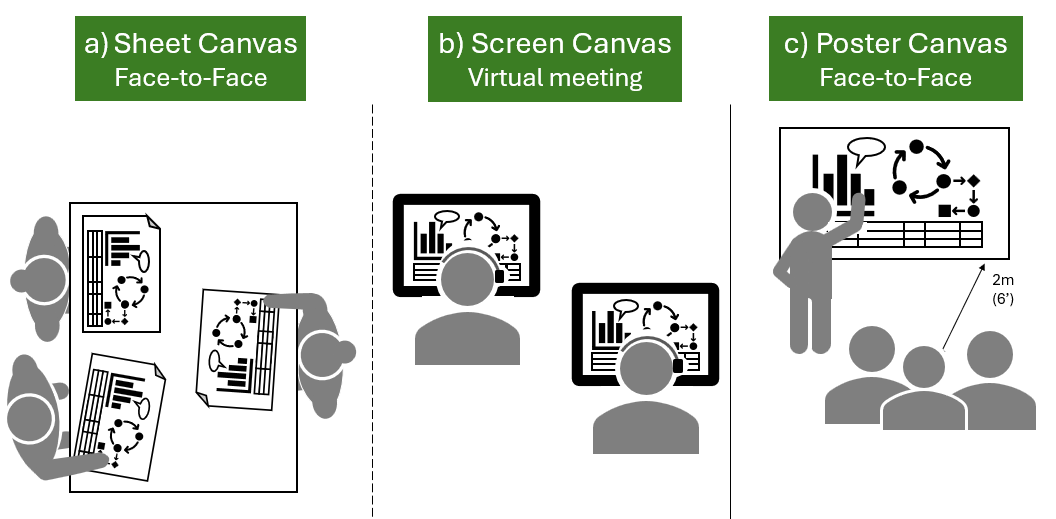 a) Sheet Canvas
Face-to-Face
b) Screen Canvas
Virtual meeting
c) Poster Canvas
Face-to-Face
2m
(6’)